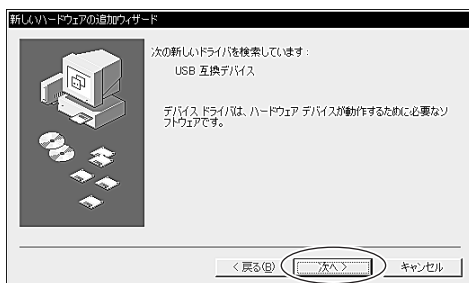 新しいハードウェアの追加ウィザード
次の新しいドライバを検索しています:
USB 互換デバイス
デバイス ドライバは、ハードウェア デバイスが動作するために必要なソ
フトウェアです。
< 戻る(B)
次へ >
キャンセル